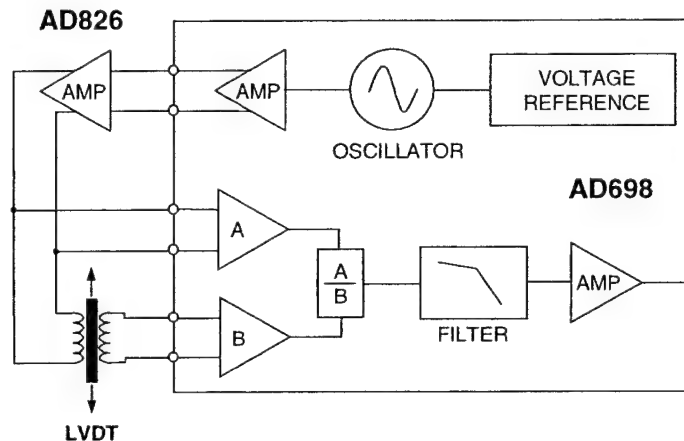 AD826
AMP
AMP
OSCILLATOR
VOLTAGE
REFERENCE
AD698
A
B
A
B
FILTER
AMP
LVDT